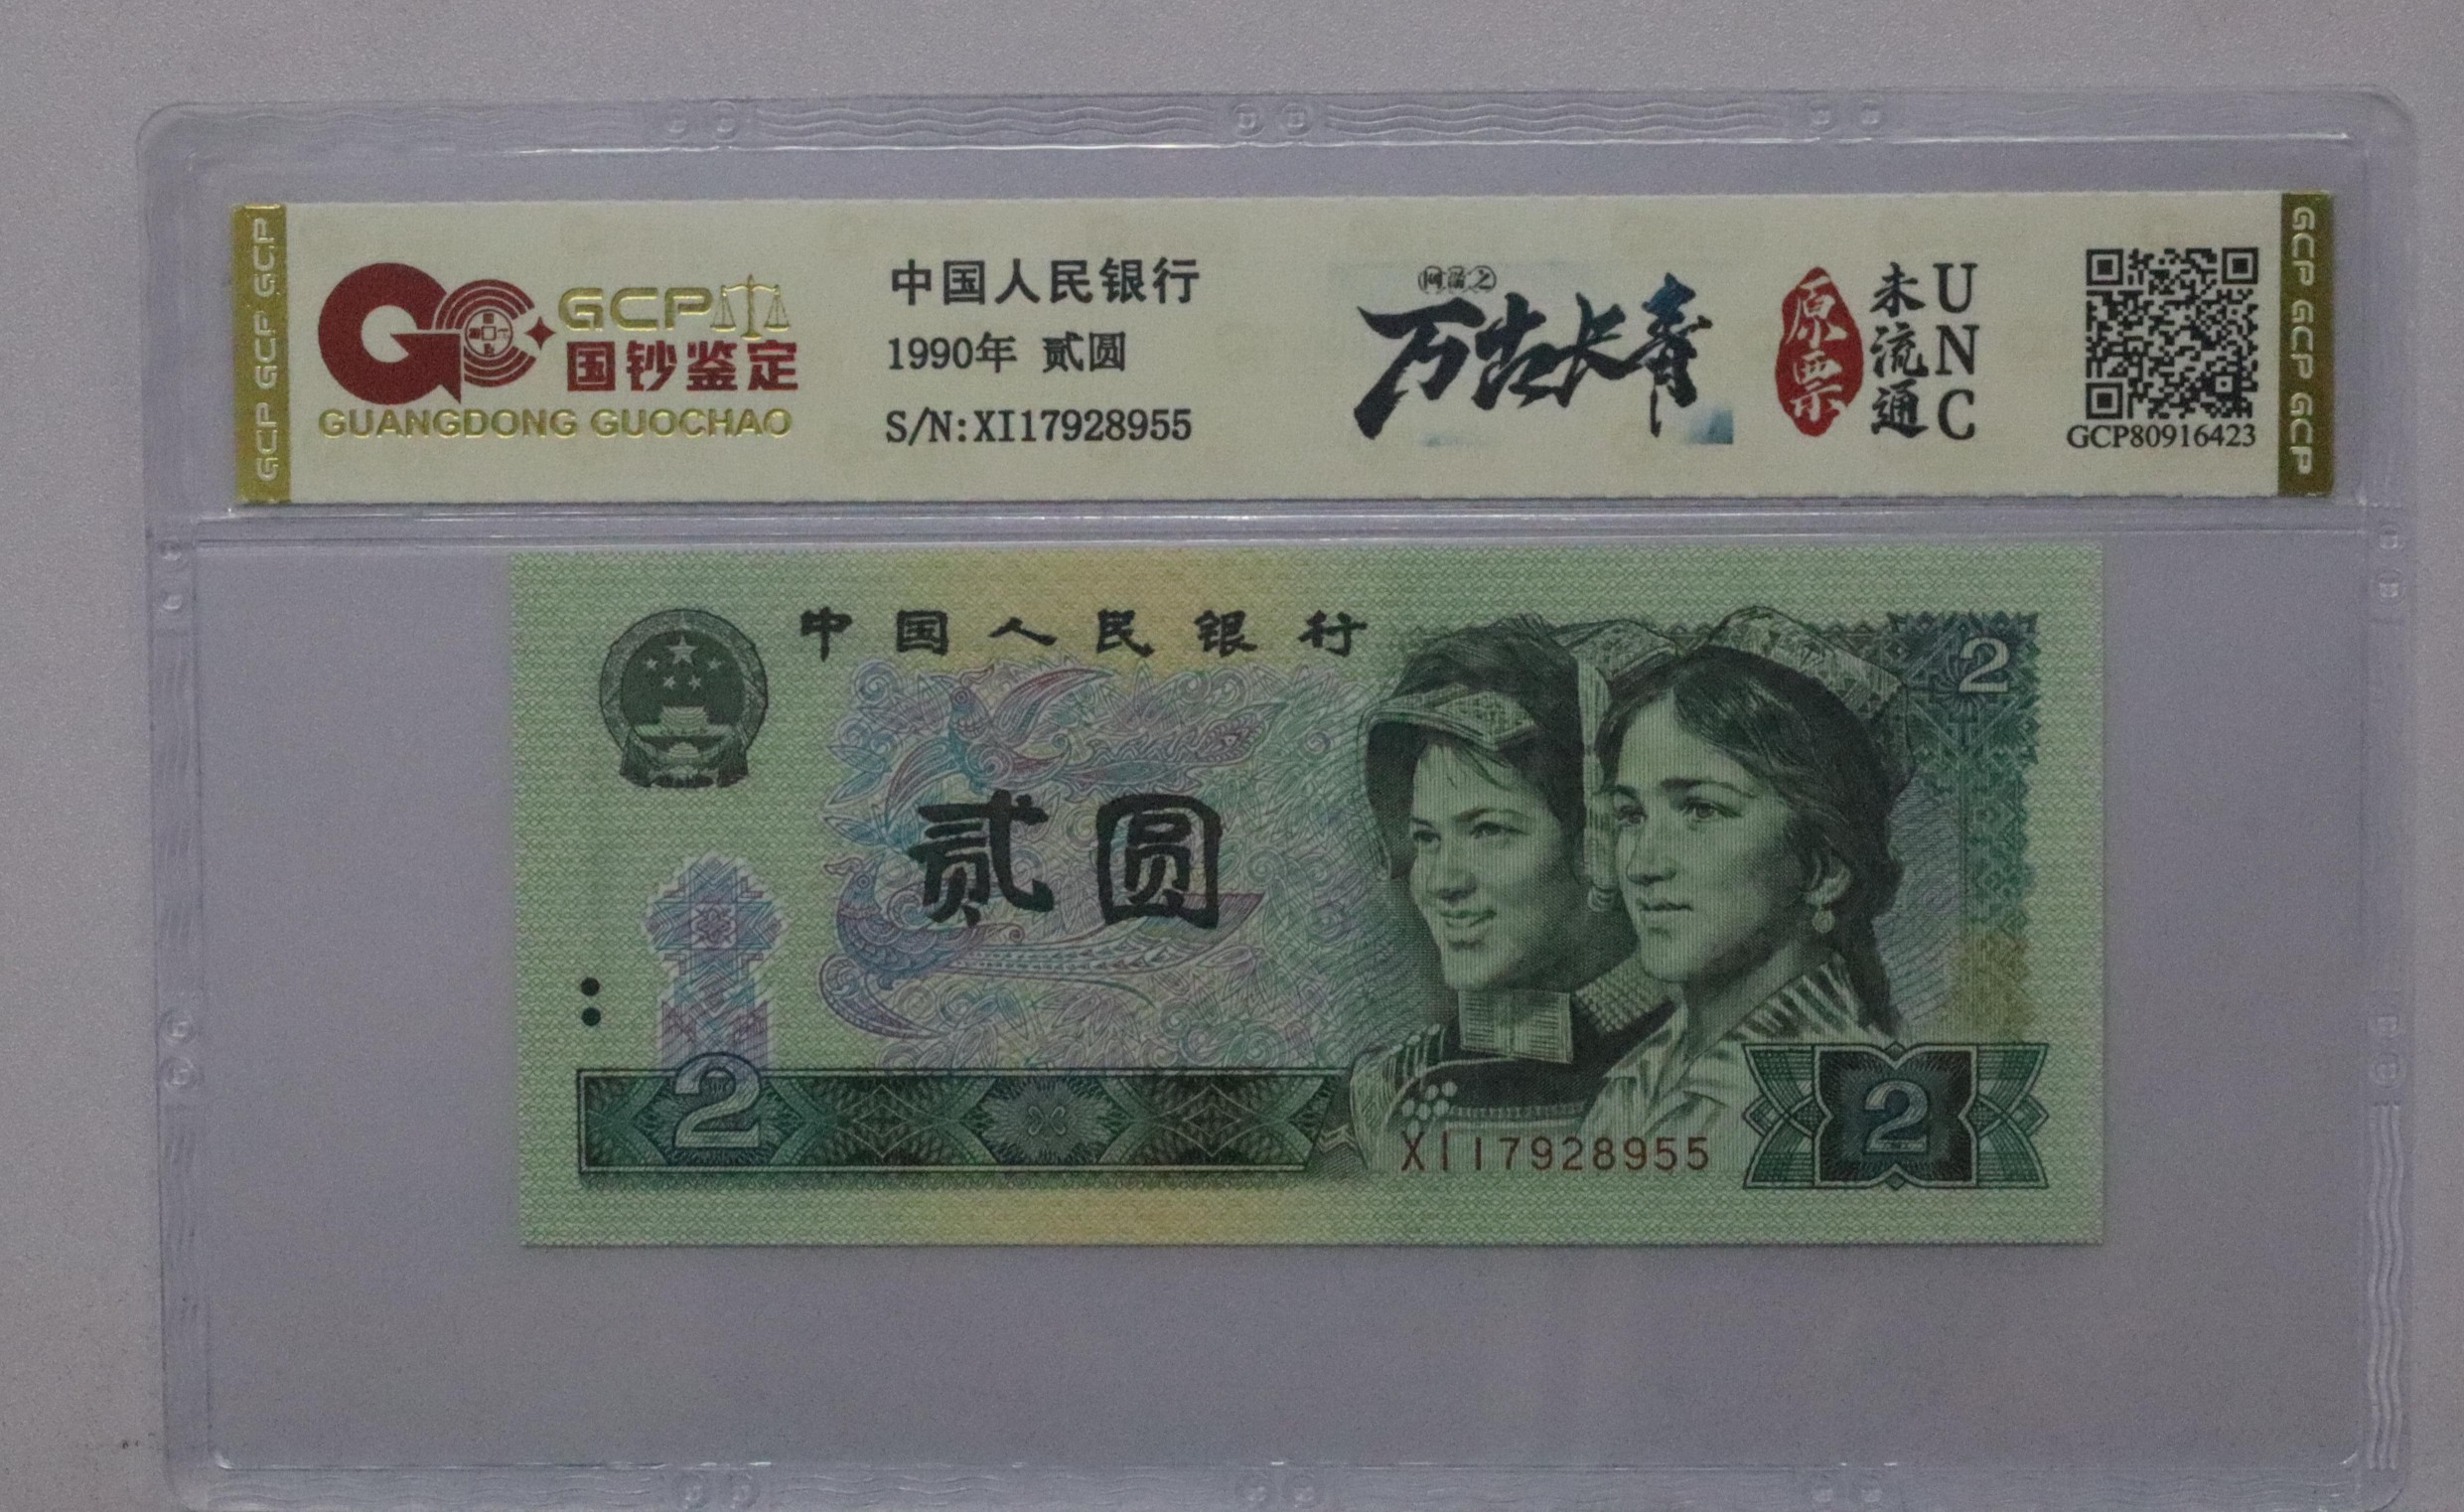 GCP GCP GCP
GCP
国钞鉴定
GUANGDONG GUOCHAO
中国人民银行
1990年 贰圆
S/N:XI17928955
万古长青
原票
未流通
UNC
GCP80916423
GCP GCP GCP
中国人民银行
2
贰圆
2
XI17928955
2